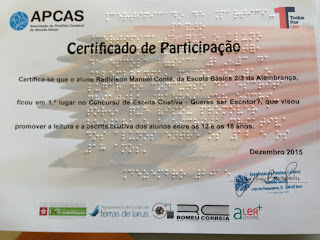 APCAS
Associação de Paralisia Cerebral
de Almada Seixal
Todos
Por
Um
Certificado de Participação
Certifica-se que o aluno Radivison Manuel Conte, da Escola Básica 2/3 da Alembrança,
ficou em 1.º lugar no Concurso de Escrita Criativa - Queres ser Escritor?, que visou
promover a leitura e a escrita criativa dos alunos entre os 12 e os 18 anos.
Dezembro 2015
terras de larus
ROMEU CORREIA
aLeR+